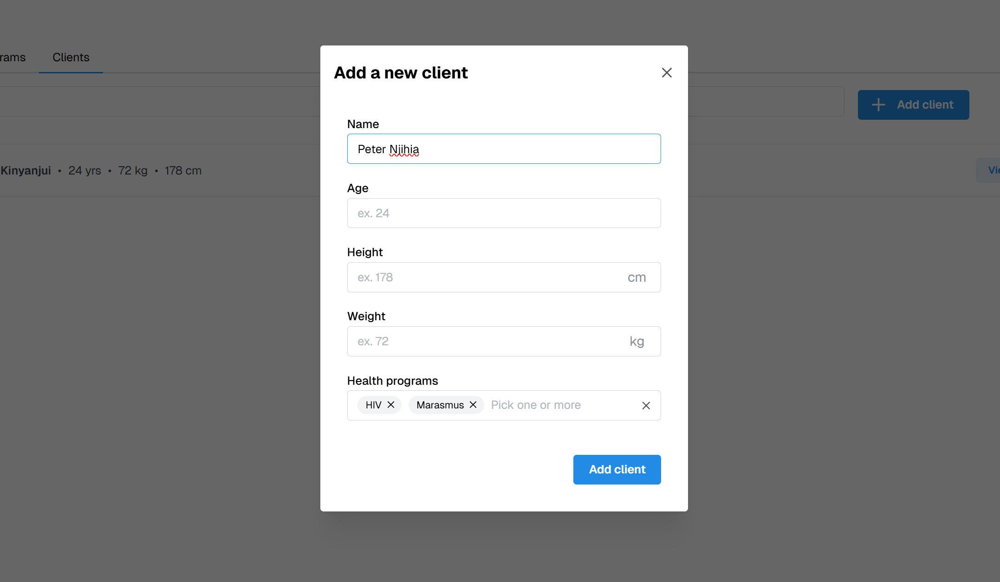 rams Clients
Add a new client
Add client
Name
Peter Njihia
Kinyanjui • 24 yrs • 72 kg • 178 cm
Age
ex. 24
Height
ex. 178 cm
Weight
ex. 72 kg
Health programs
HIV Marasmus Pick one or more
Add client